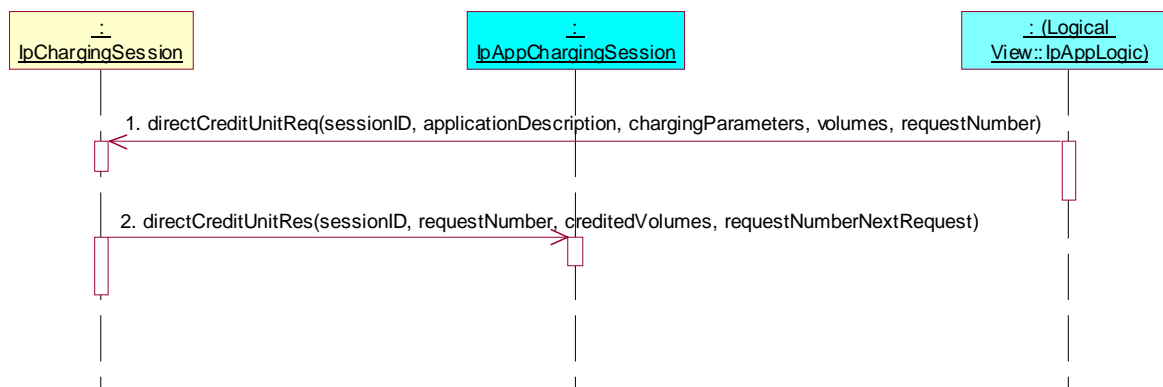 :
IpChargingSession
:
IpAppChargingSession
: (Logical
View::IpAppLogic)
1. directCreditUnitReq(sessionID, applicationDescription, chargingParameters, volumes, requestNumber)
2. directCreditUnitRes(sessionID, requestNumber, creditedVolumes, requestNumberNextRequest)